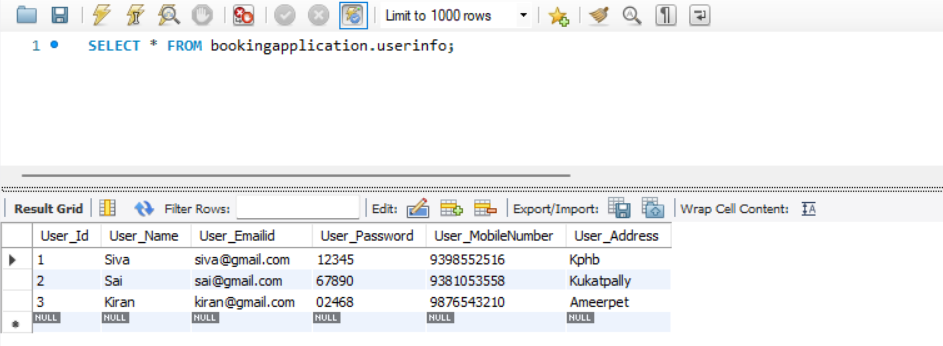 Limit to 1000 rows
1 SELECT * FROM bookingapplication.userinfo;
Result Grid Filter Rows: Edit: Export/Import: Wrap Cell Content: IA
User_Id User_Name User_Emailid User_Password User_MobileNumber User_Address
1 Siva siva@gmail.com 12345 9398552516 Kphb
2 Sai sai@gmail.com 67890 9381053558 Kukatpally
3 Kiran kiran@gmail.com 02468 9876543210 Ameerpet
NULL NULL NULL NULL NULL NULL